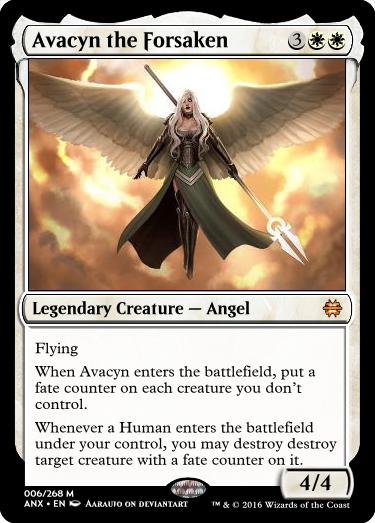 Avacyn the Forsaken 3
Legendary Creature — Angel
Flying
When Avacyn enters the battlefield, put a
fate counter on each creature you don't
control.
Whenever a Human enters the battlefield
under your control, you may destroy destroy
target creature with a fate counter on it.
4/4
006/268 M
ANX • EN Aaraujo on deviantart ™ & © 2016 Wizards of the Coast